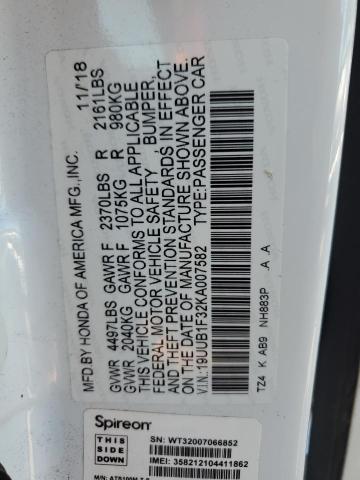 MFD.BY HONDA OF AMERICA MFG.,INC. 11/18
GVWR 4497LBS GAWR F 2370LBS R 2161LBS
GVWR 2040KG GAWR F 1075KG R 980KG
THIS VEHICLE CONFORMS TO ALL APPLICABLE
FEDERAL MOTOR VEHICLE SAFETY, BUMPER,
AND THEFT PREVENTION STANDARDS IN EFFECT
ON THE DATE OF MANUFACTURE SHOWN ABOVE.
V.I.N.:19UUB1F32KA007582 TYPE:PASSENGER CAR
TZ4 K AB9 NH883P A A
Spireon
THIS
SIDE
DOWN
SN: WT32007066852
IMEI: 358212104411862